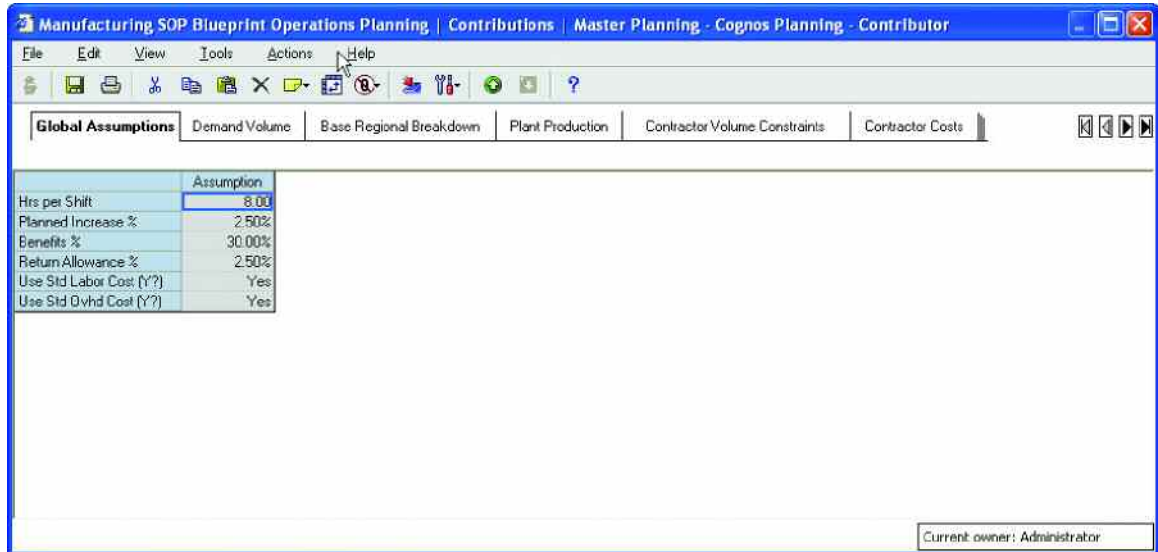 Manufacturing SOP Blueprint Operations Planning | Contributions | Master Planning - Cognos Planning - Contributor
File Edit View Tools Actions Help
Global Assumptions Demand Volume Base Regional Breakdown Plant Production Contractor Volume Constraints Contractor Costs
Assumption
Hrs per Shift 8.00
Planned Increase % 2.50%
Benefits % 30.00%
Return Allowance % 2.50%
Use Std Labor Cost (Y?) Yes
Use Std Ovhd Cost (Y?) Yes
Current owner: Administrator